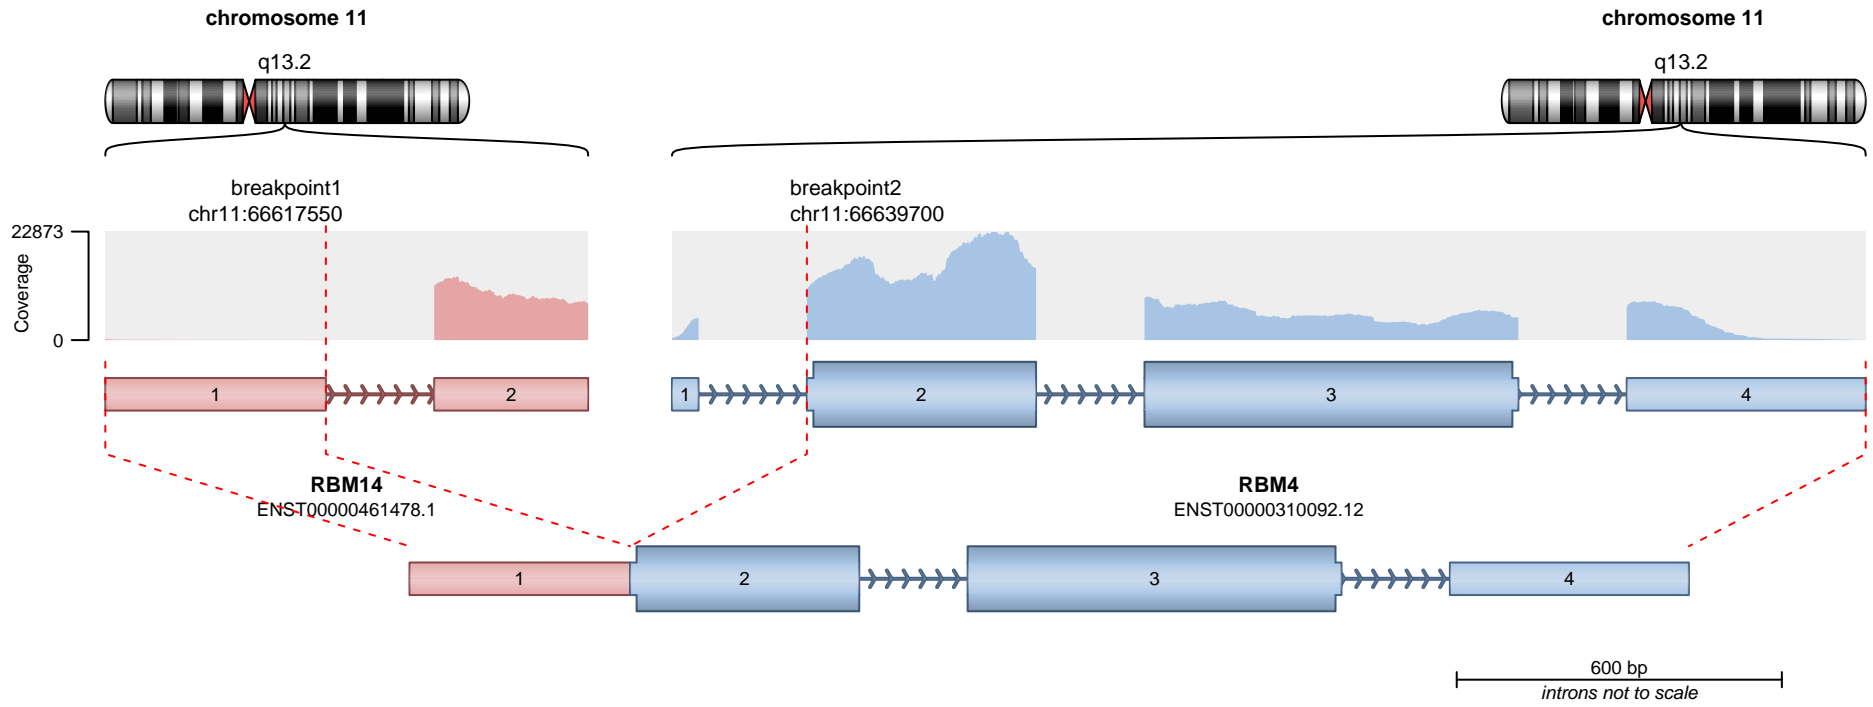 chromosome 11
chromosome 11
q13.2
q13.2
breakpoint1
chr11:66617550
breakpoint2
chr11:66639700
22873
Coverage
0
1
2
1
2
3
4
RBM14
ENST00000461478.1
RBM4
ENST00000310092.12
1
2
3
4
600 bp
introns not to scale